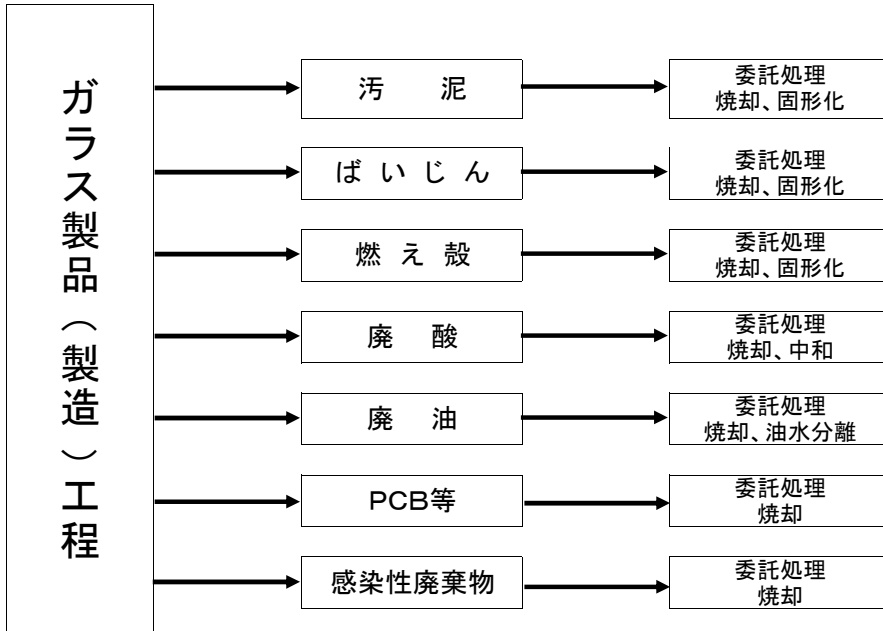 ガラス製品（製造）工程
汚　泥
委託処理
焼却、固形化
ばいじん
委託処理
焼却、固形化
燃え殻
委託処理
焼却、固形化
廃　酸
委託処理
焼却、中和
廃　油
委託処理
焼却、油水分離
PCB等
委託処理
焼却
感染性廃棄物
委託処理
焼却